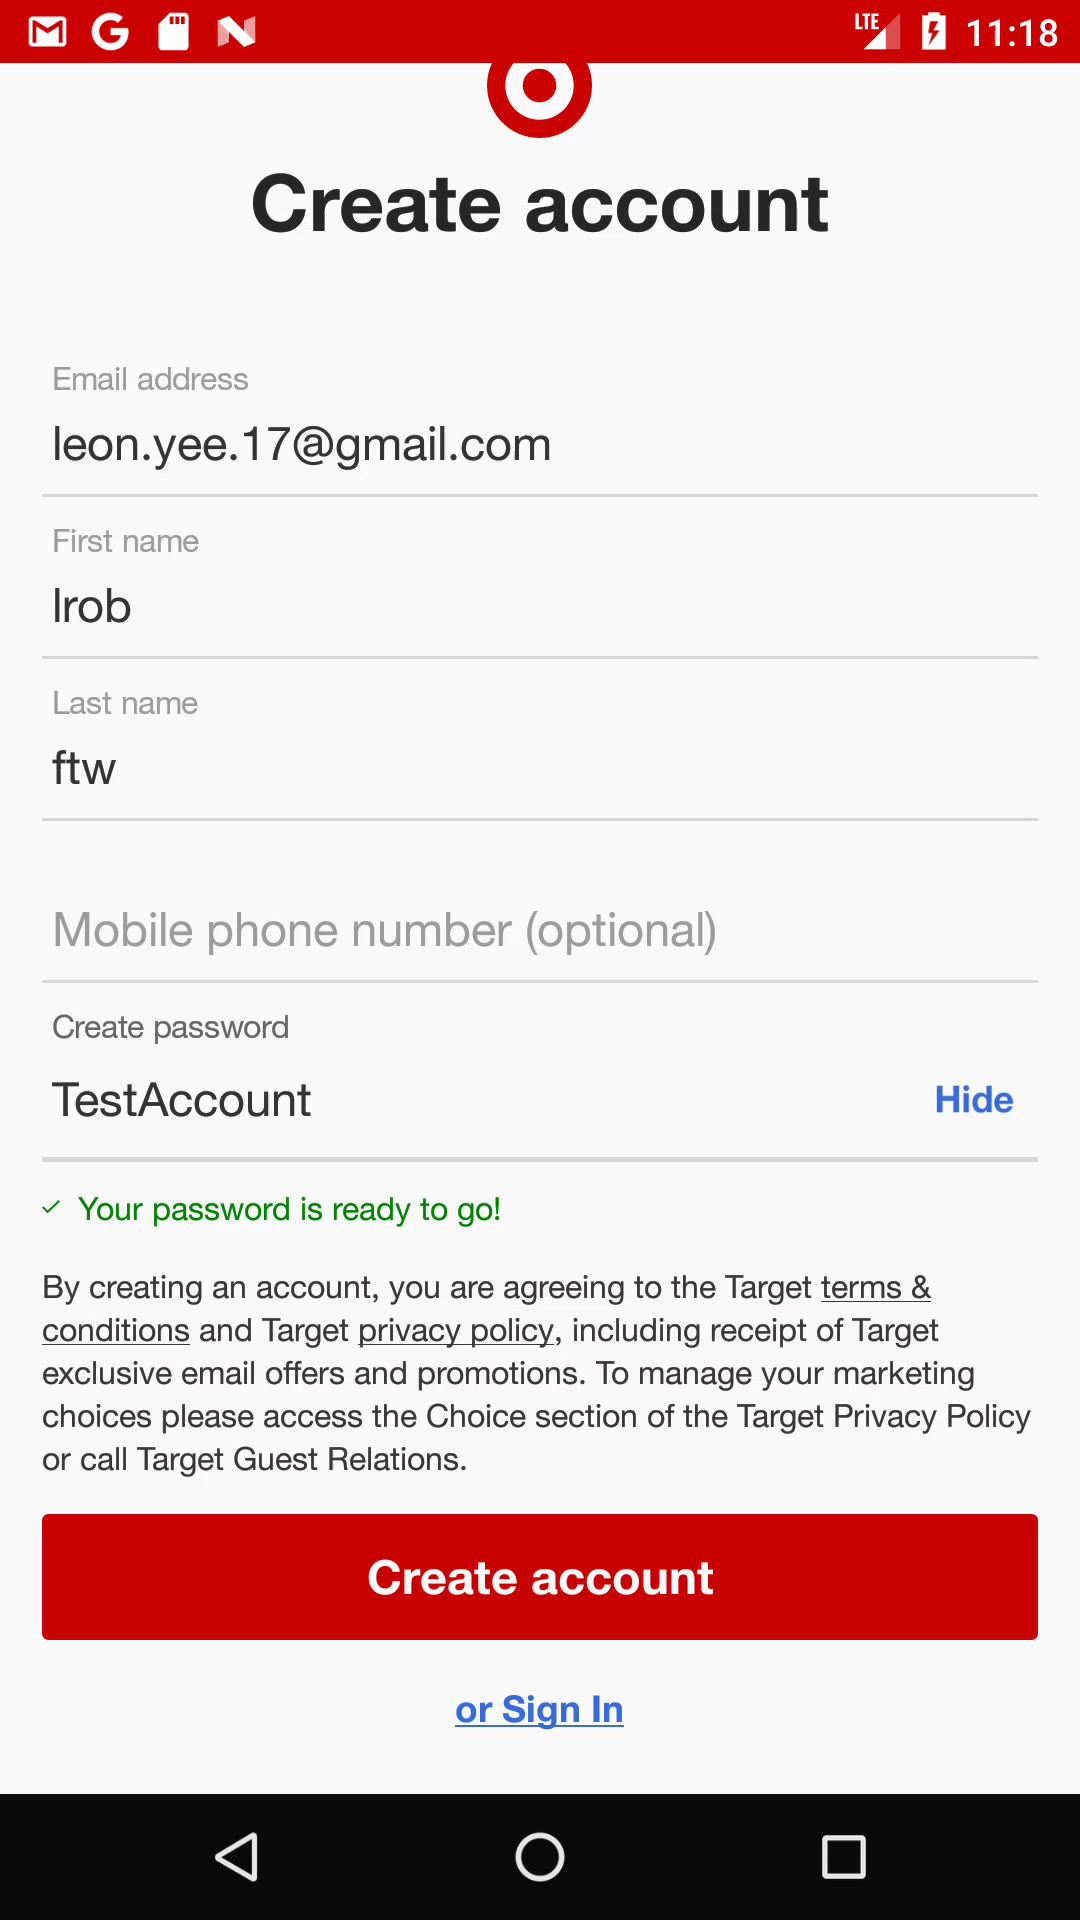 LTE 11:18
Create account
Email address
leon.yee.17@gmail.com
First name
lrob
Last name
ftw
Mobile phone number (optional)
Create password
TestAccount Hide
Your password is ready to go!
By creating an account, you are agreeing to the Target terms &
conditions and Target privacy policy, including receipt of Target
exclusive email offers and promotions. To manage your marketing
choices please access the Choice section of the Target Privacy Policy
or call Target Guest Relations.
Create account
or Sign In